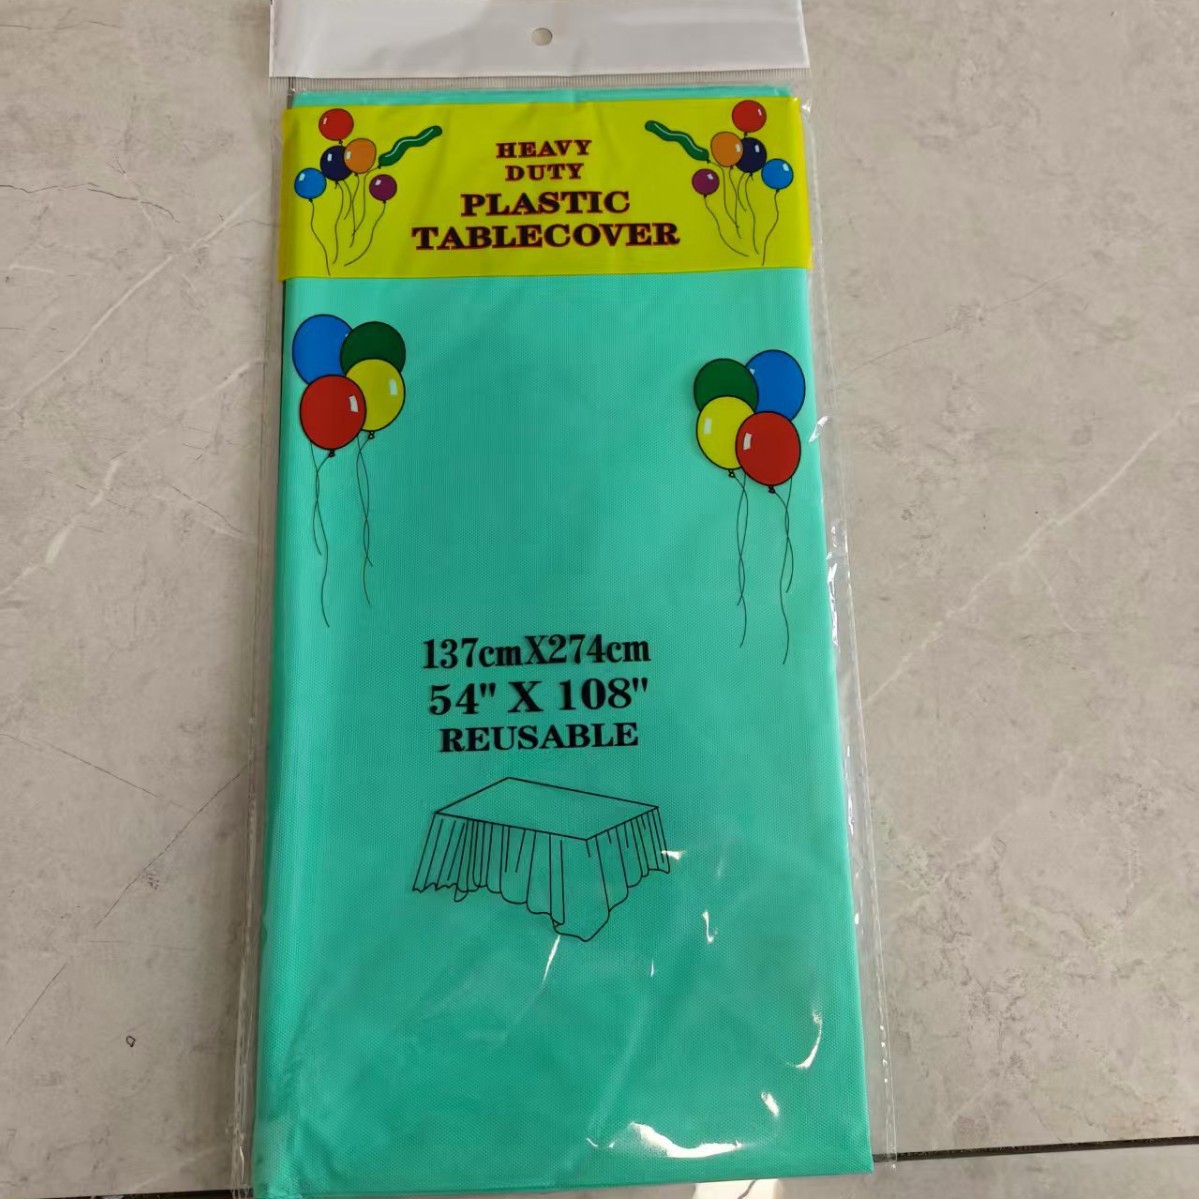 HEAVY
DUTY
PLASTIC
TABLECOVER
137cmX274cm
54" X 108"
REUSABLE